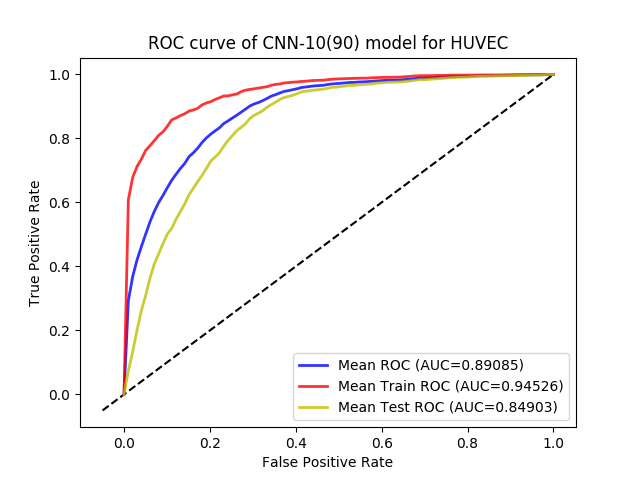 ROC curve of CNN-10(90) model for HUVEC
True Positive Rate
1.0
0.8
0.6
0.4
0.2
0.0
Mean ROC (AUC=0.89085)
Mean Train ROC (AUC=0.94526)
Mean Test ROC (AUC=0.84903)
0.0 0.2 0.4 0.6 0.8 1.0
False Positive Rate